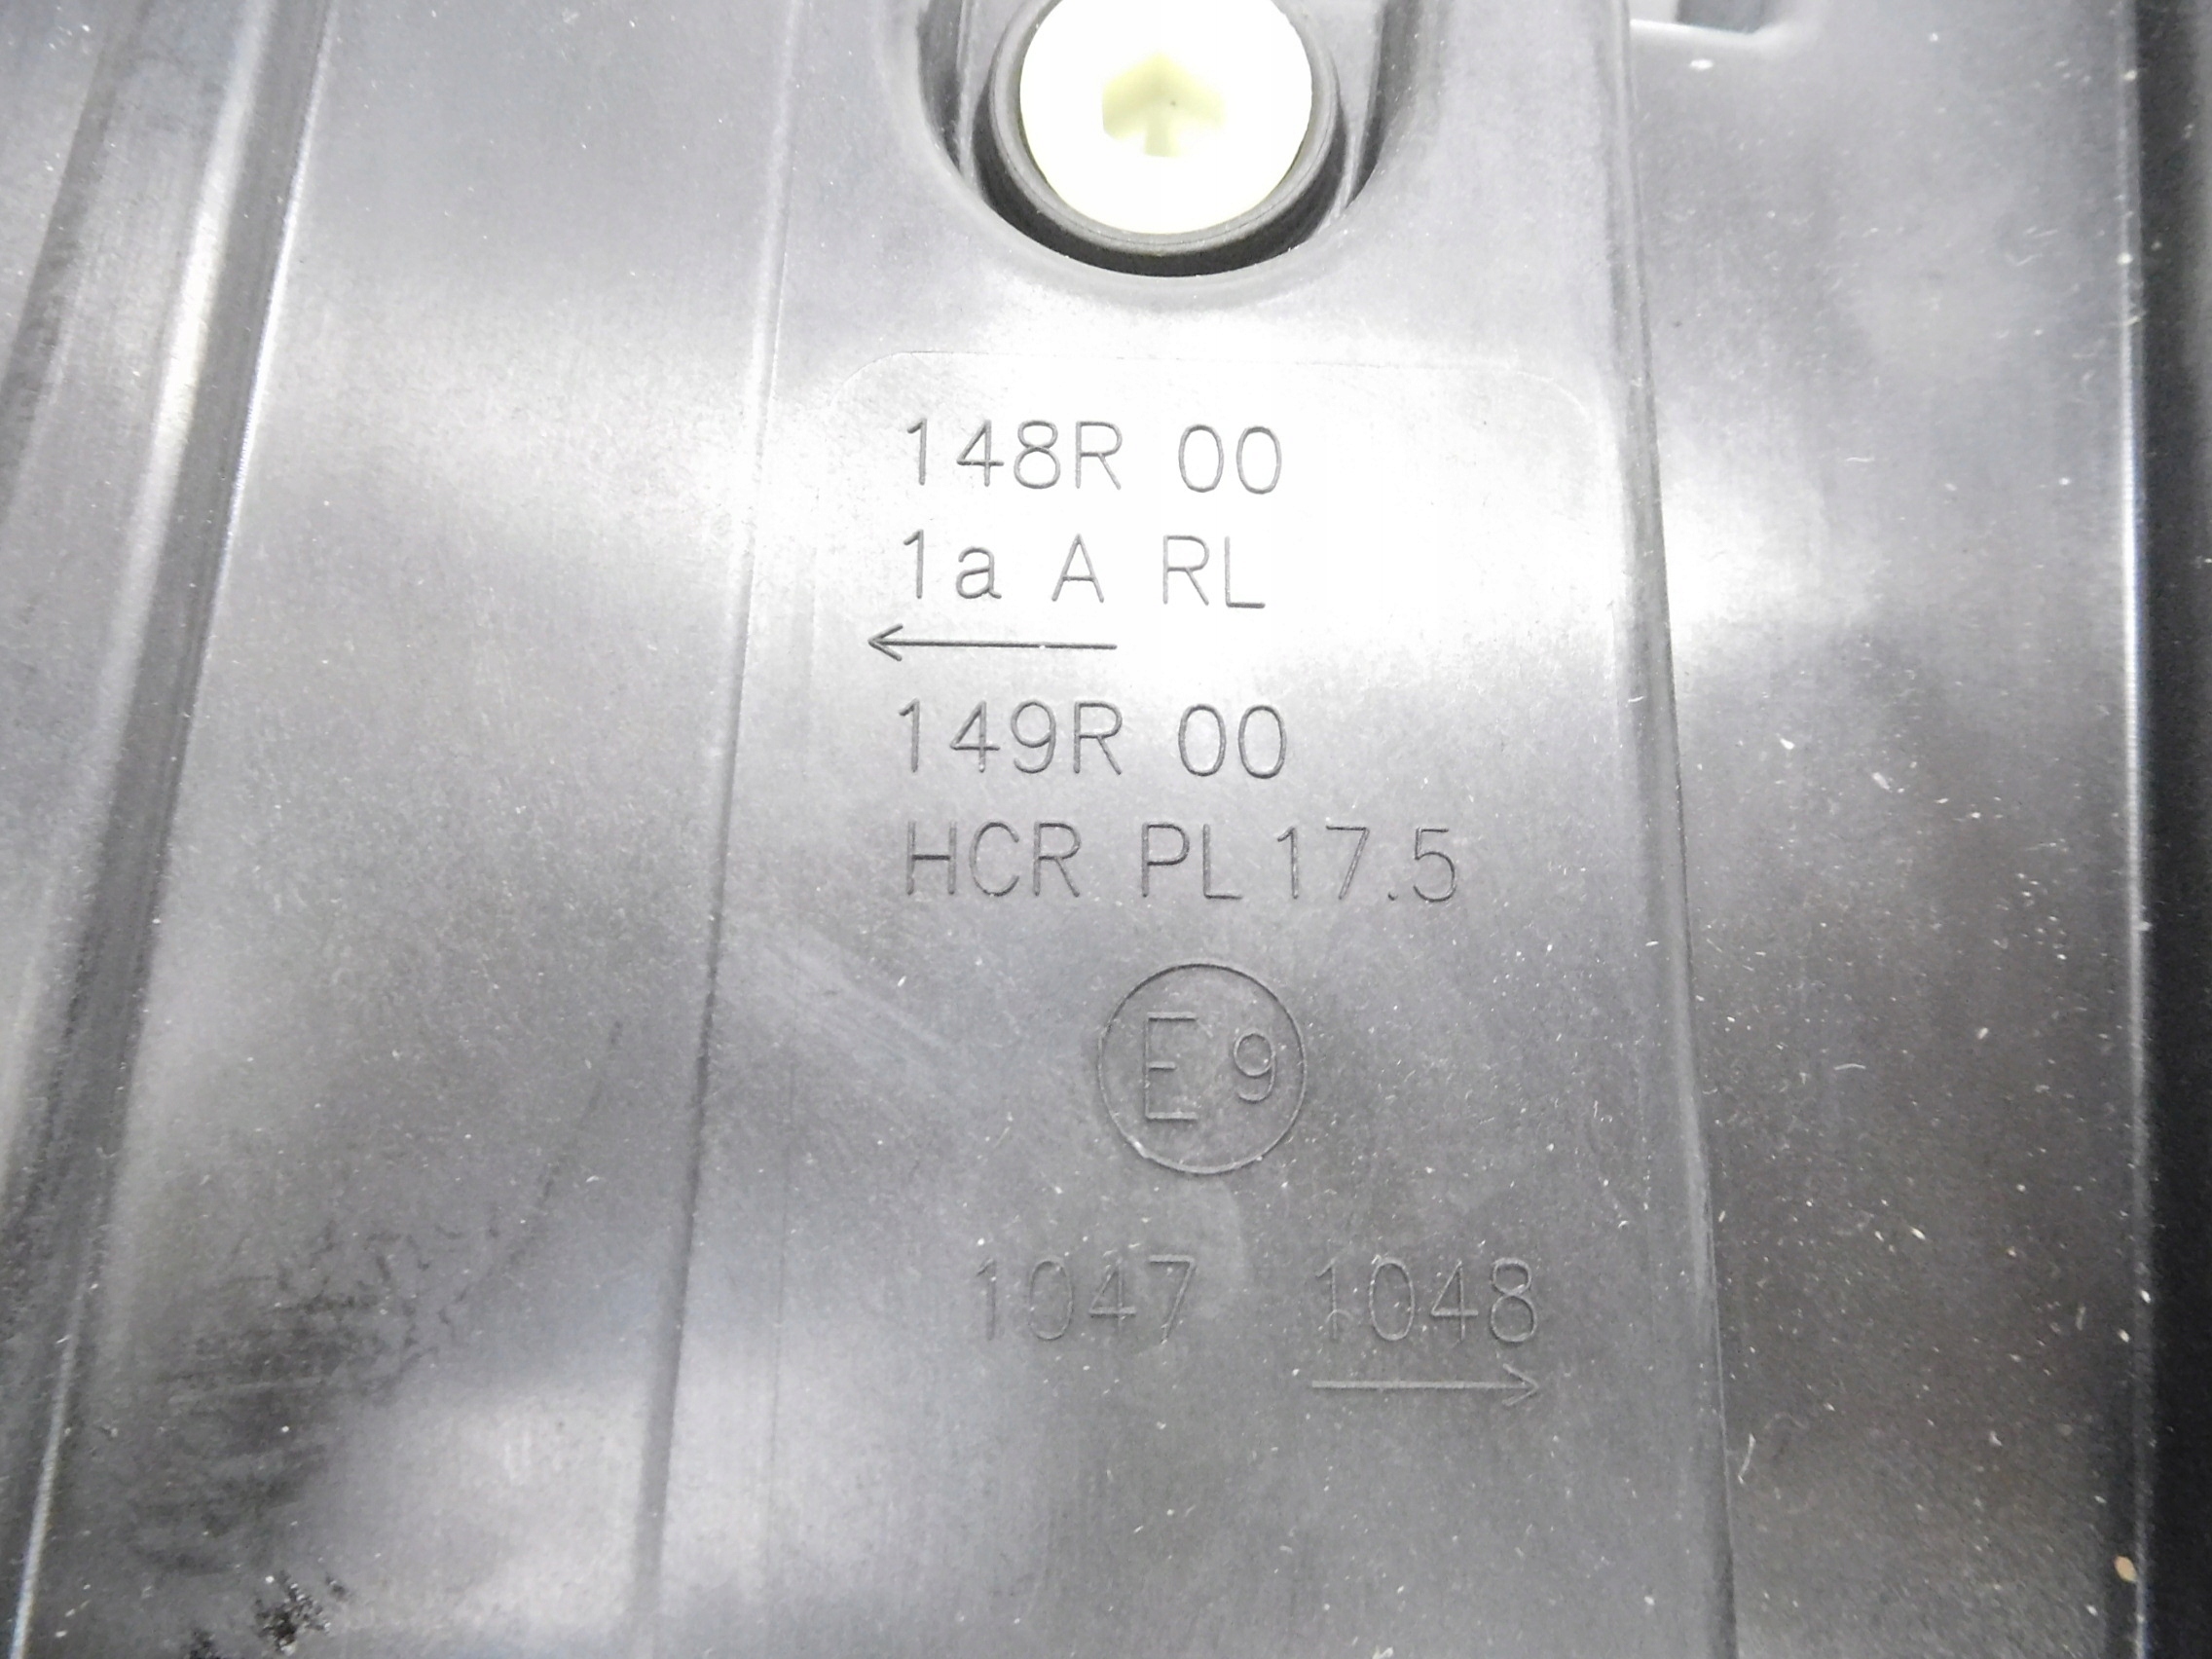 148R 00
1a A RL
←
149R 00
HCR PL 17.5
E9
1047 1048
→